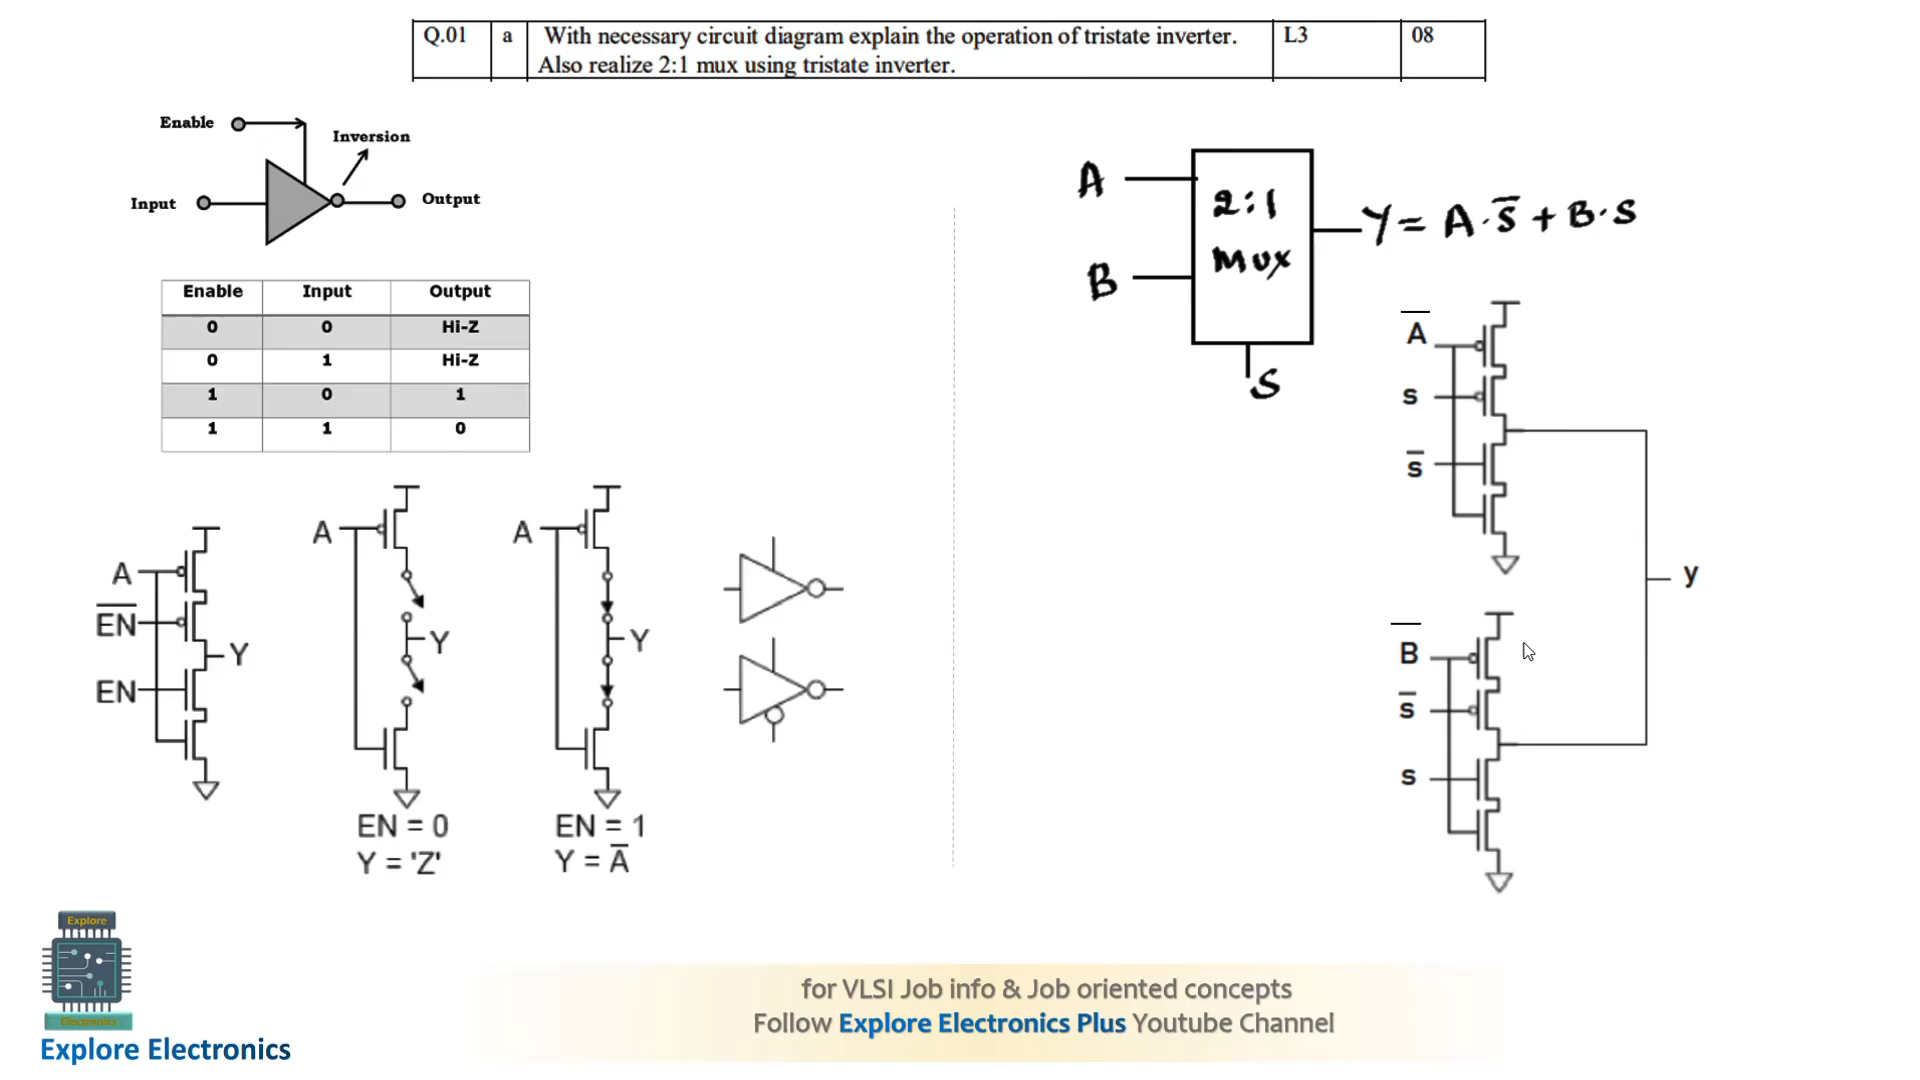 Q.01 a With necessary circuit diagram explain the operation of tristate inverter. L3 08
Also realize 2:1 mux using tristate inverter.
Enable
Inversion
Input
Output
Enable Input Output
0 0 Hi-Z
0 1 Hi-Z
1 0 1
1 1 0
A
E̅N̅
EN
Y
A
Y
EN = 0
Y = 'Z'
A
Y
EN = 1
Y = A̅
A
B
2:1
MUX
S
Y = A·S̅ + B·S
A̅
s
s̅
B̅
s̅
s
y
Explore
Electronics
Explore Electronics
for VLSI Job info & Job oriented concepts
Follow Explore Electronics Plus Youtube Channel